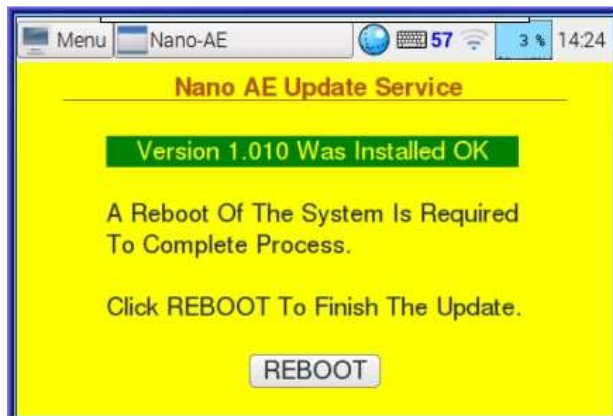 Menu Nano-AE 57 3 % 14:24
Nano AE Update Service
Version 1.010 Was Installed OK
A Reboot Of The System Is Required
To Complete Process.
Click REBOOT To Finish The Update.
REBOOT